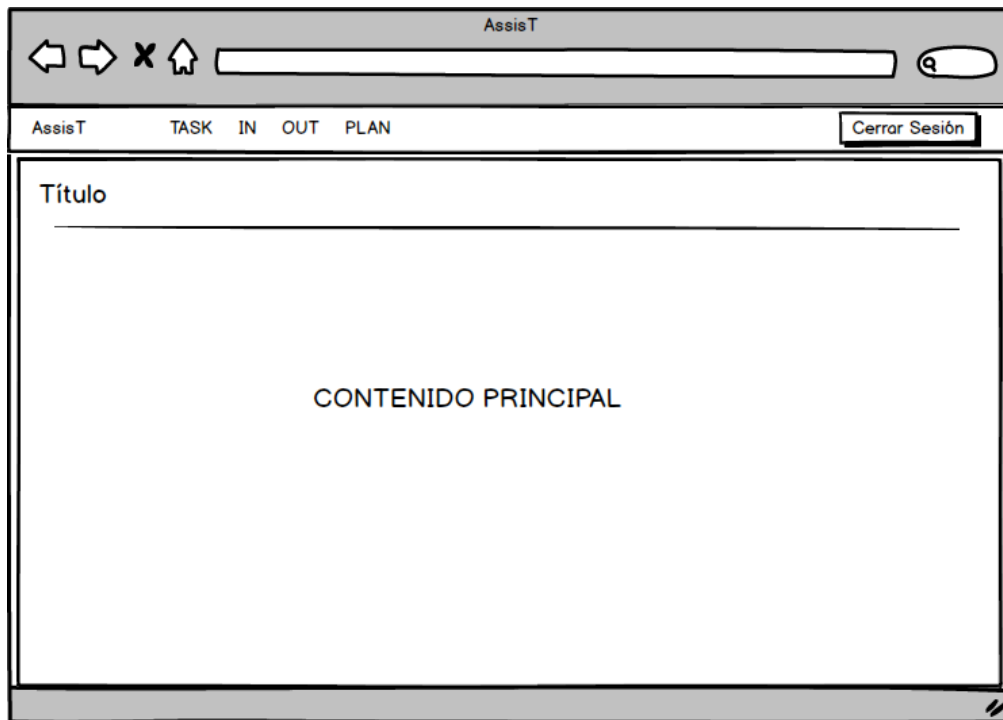 AssisT
AssisT TASK IN OUT PLAN Cerrar Sesión
Título
CONTENIDO PRINCIPAL